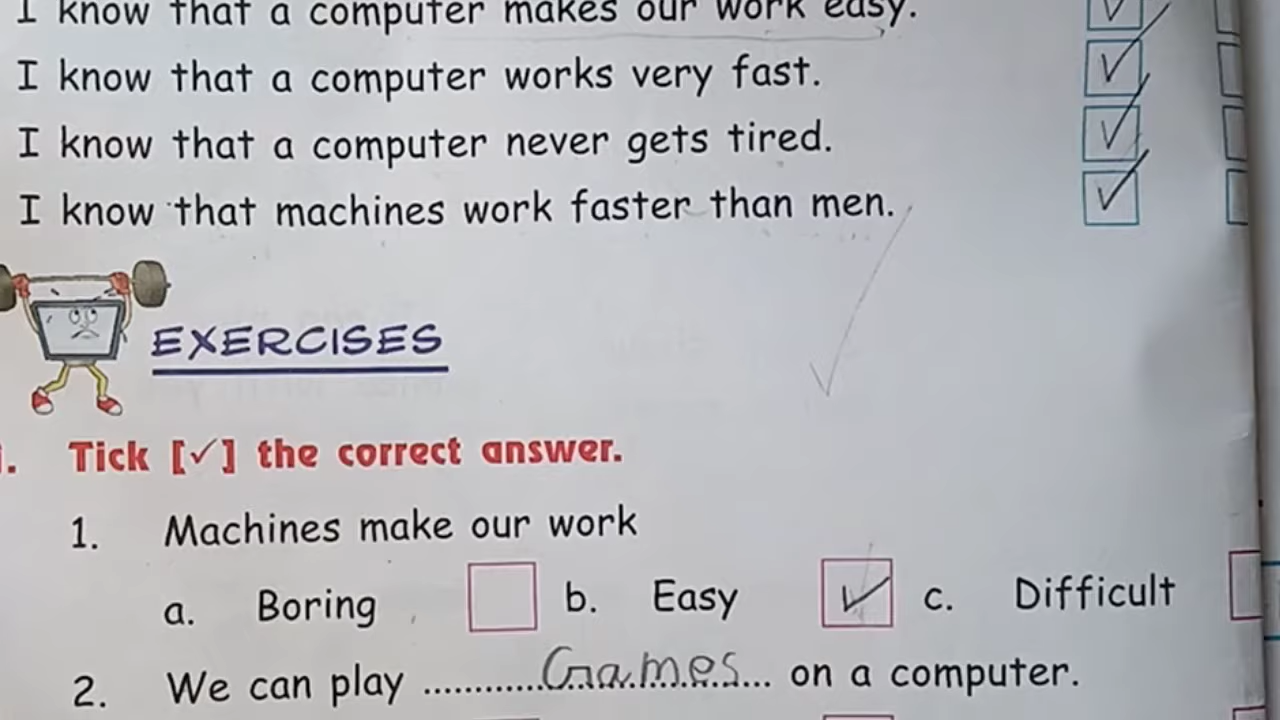 I know that a computer makes our work easy.
I know that a computer works very fast.
I know that a computer never gets tired.
I know that machines work faster than men.
EXERCISES
. Tick [✓] the correct answer.
1. Machines make our work
a. Boring b. Easy ✓ c. Difficult
2. We can play ............Games............ on a computer.